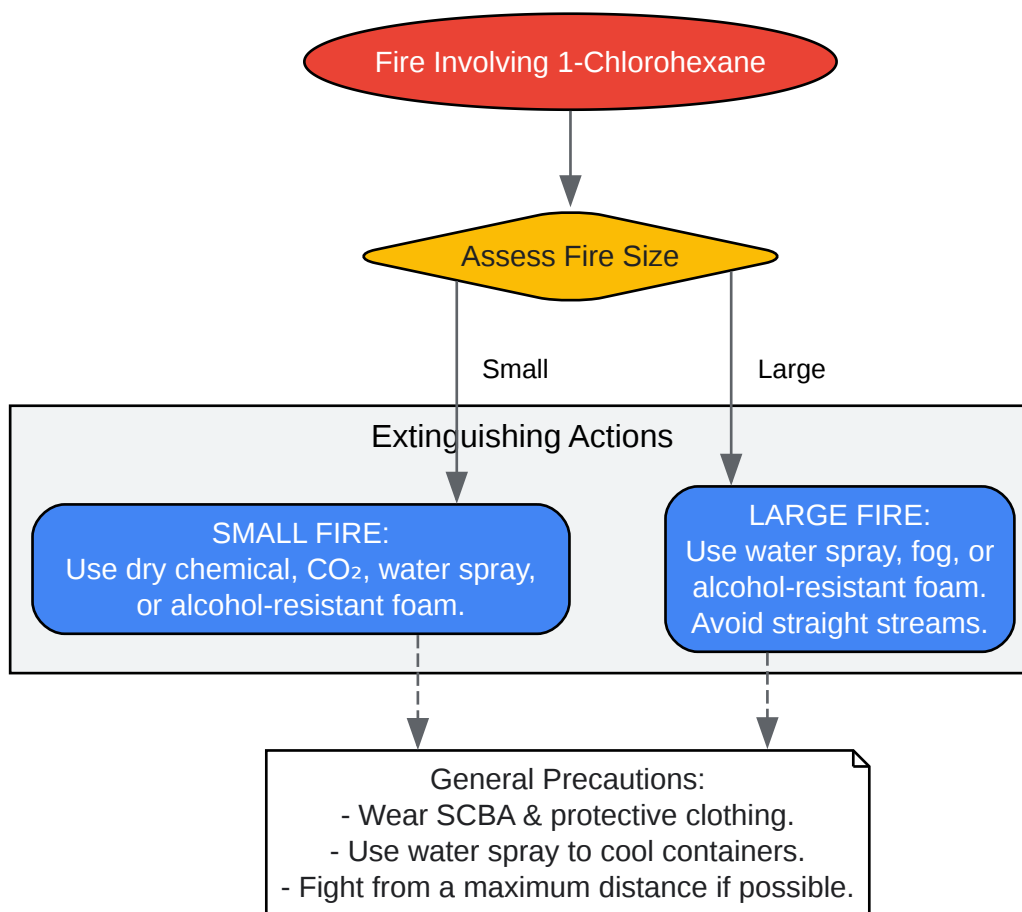 Fire Involving 1-Chlorohexane
Assess Fire Size
Small
Large
Extinguishing Actions
SMALL FIRE:
Use dry chemical, CO₂, water spray,
or alcohol-resistant foam.
LARGE FIRE:
Use water spray, fog, or
alcohol-resistant foam.
Avoid straight streams.
General Precautions:
- Wear SCBA & protective clothing.
- Use water spray to cool containers.
- Fight from a maximum distance if possible.